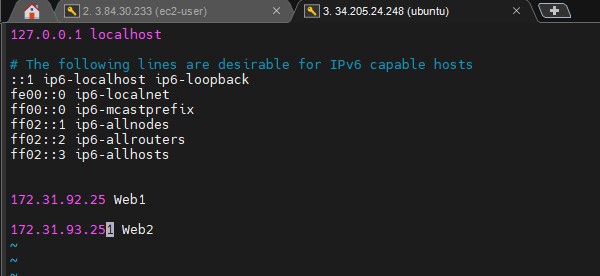 2. 3.84.30.233 (ec2-user)
3. 34.205.24.248 (ubuntu)
127.0.0.1 localhost
# The following lines are desirable for IPv6 capable hosts
::1 ip6-localhost ip6-loopback
fe00::0 ip6-localnet
ff00::0 ip6-mcastprefix
ff02::1 ip6-allnodes
ff02::2 ip6-allrouters
ff02::3 ip6-allhosts
172.31.92.25 Web1
172.31.93.251 Web2
~
~
~